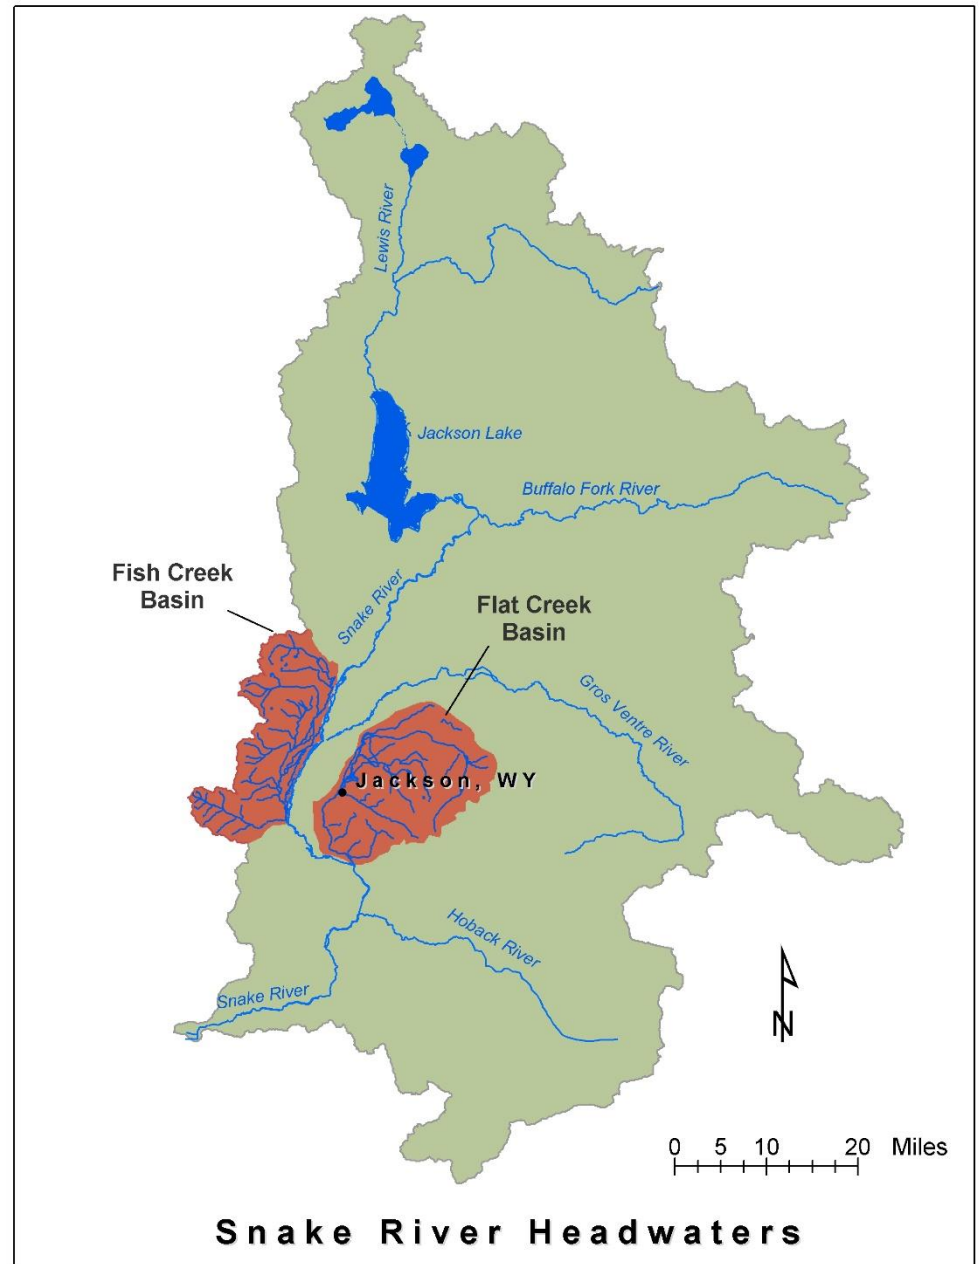 Lewis River
Jackson Lake
Buffalo Fork River
Fish Creek
Basin
Snake River
Flat Creek
Basin
Gros Ventre River
Jackson, WY
Hoback River
Snake River
N
0 5 10 20 Miles
Snake River Headwaters